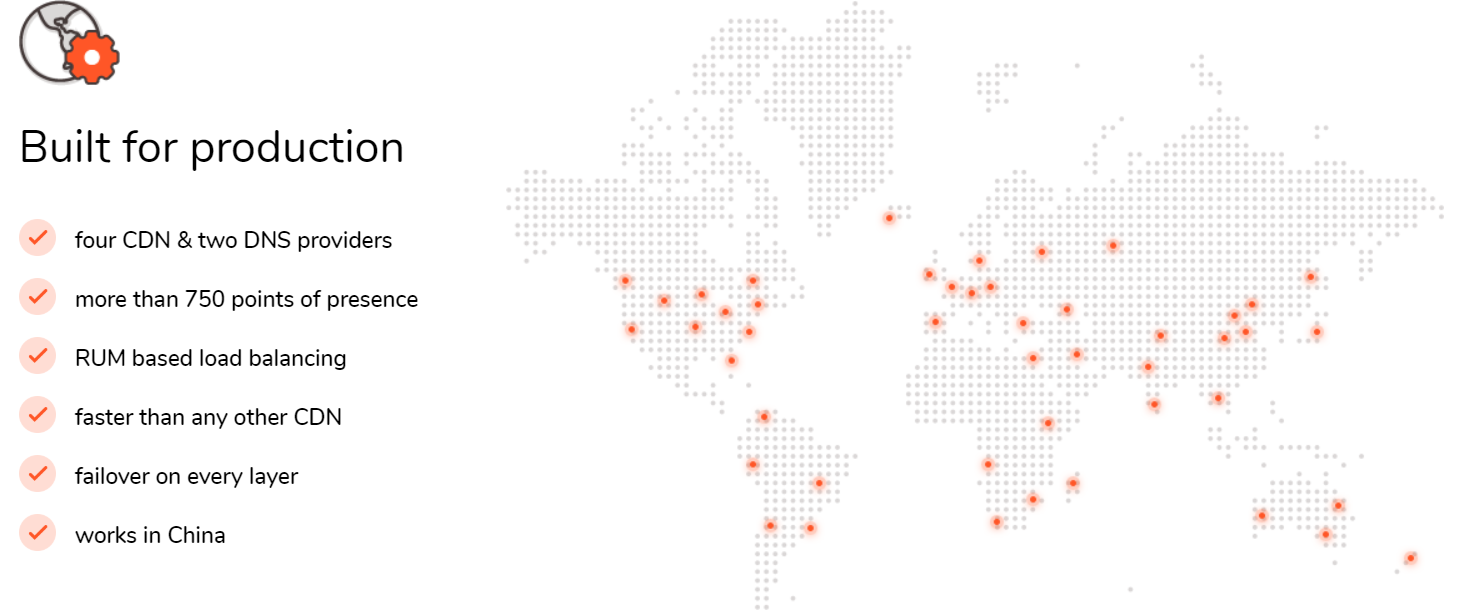 Built for production
four CDN & two DNS providers
more than 750 points of presence
RUM based load balancing
faster than any other CDN
failover on every layer
works in China